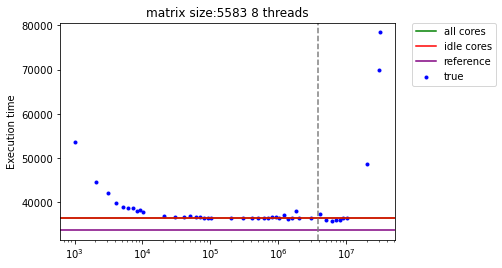 matrix size:5583 8 threads
80000
70000
60000
50000
40000
Execution time
10³
10⁴
10⁵
10⁶
10⁷
all cores
idle cores
reference
true